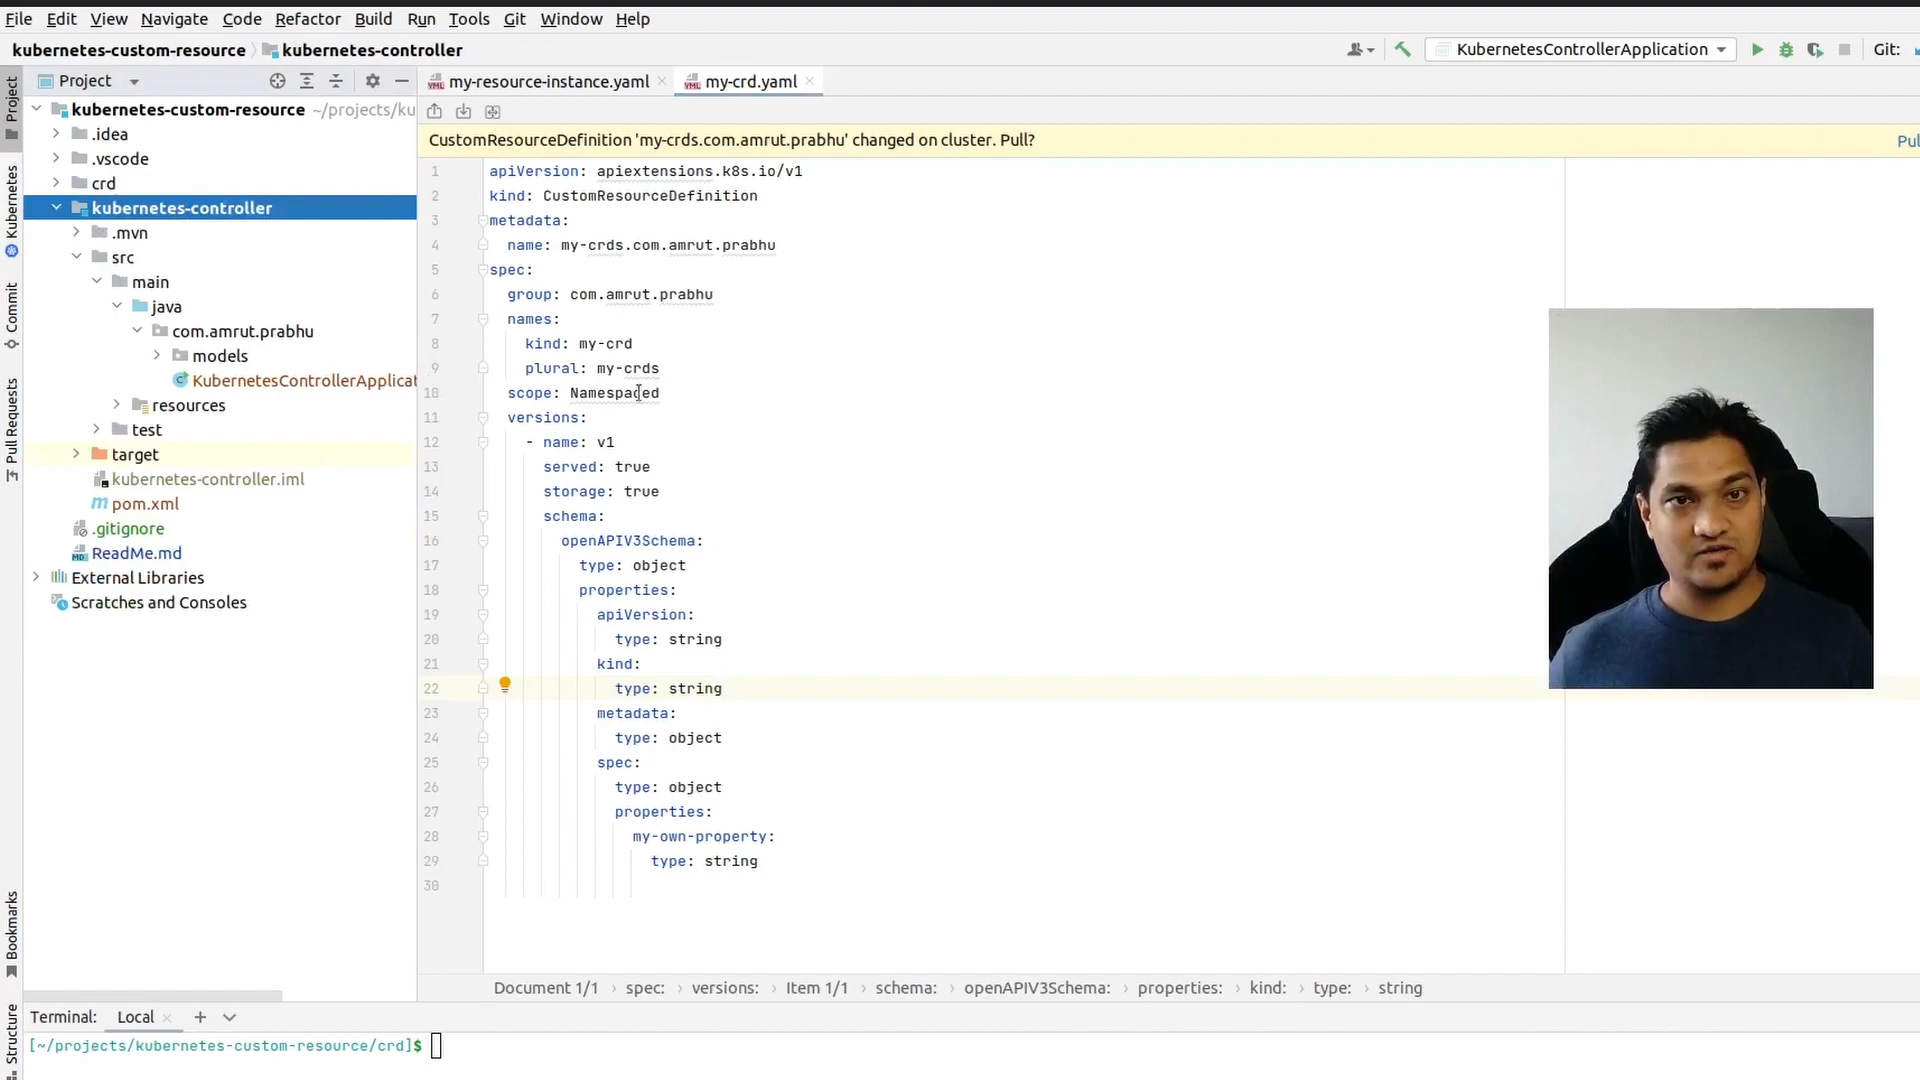 File Edit View Navigate Code Refactor Build Run Tools Git Window Help
kubernetes-custom-resource kubernetes-controller
KubernetesControllerApplication
Git:
Project
my-resource-instance.yaml
my-crd.yaml
CustomResourceDefinition 'my-crds.com.amrut.prabhu' changed on cluster. Pull?
Pul
Project
Kubernetes
Commit
Pull Requests
Bookmarks
Structure
kubernetes-custom-resource ~/projects/ku
.idea
.vscode
crd
kubernetes-controller
.mvn
src
main
java
com.amrut.prabhu
models
KubernetesControllerApplicat
resources
test
target
kubernetes-controller.iml
pom.xml
.gitignore
ReadMe.md
External Libraries
Scratches and Consoles
1 apiVersion: apiextensions.k8s.io/v1
2 kind: CustomResourceDefinition
3 metadata:
4 name: my-crds.com.amrut.prabhu
5 spec:
6 group: com.amrut.prabhu
7 names:
8 kind: my-crd
9 plural: my-crds
10 scope: Namespaced
11 versions:
12 - name: v1
13 served: true
14 storage: true
15 schema:
16 openAPIV3Schema:
17 type: object
18 properties:
19 apiVersion:
20 type: string
21 kind:
22 type: string
23 metadata:
24 type: object
25 spec:
26 type: object
27 properties:
28 my-own-property:
29 type: string
30
Document 1/1 › spec: › versions: › Item 1/1 › schema: › openAPIV3Schema: › properties: › kind: › type: › string
Terminal: Local
[~/projects/kubernetes-custom-resource/crd]$